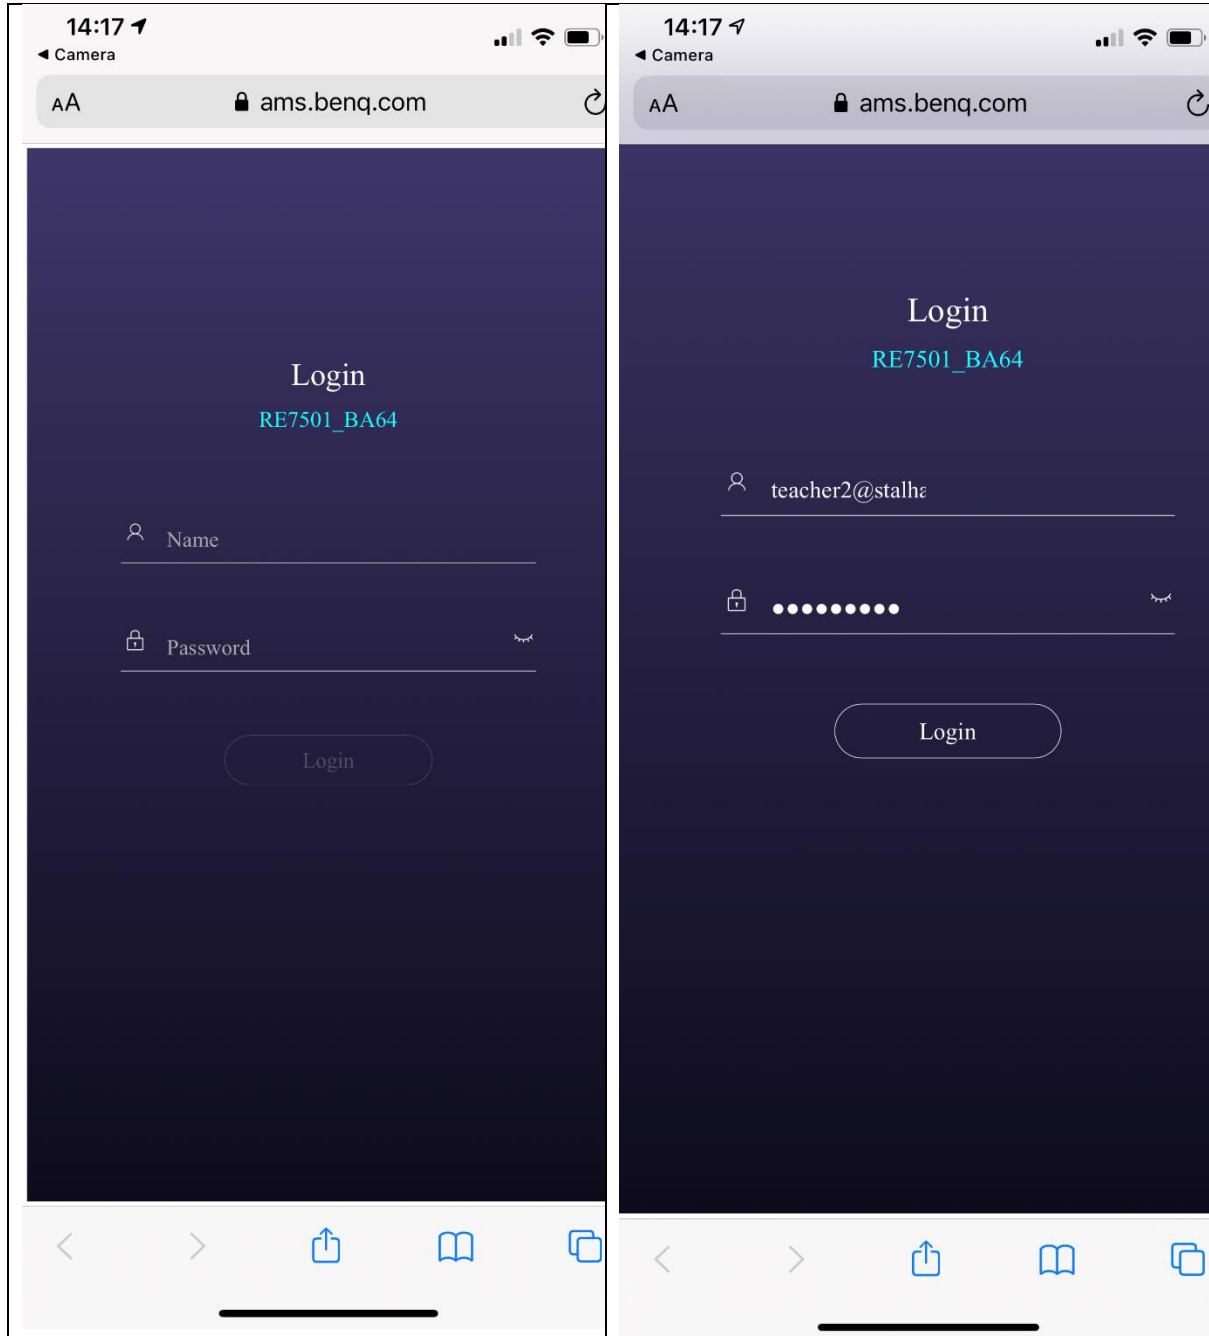 14:17
Camera
AA ams.benq.com
Login
RE7501_BA64
Name
Password
Login
14:17
Camera
AA ams.benq.com
Login
RE7501_BA64
teacher2@stalha
●●●●●●●●●
Login